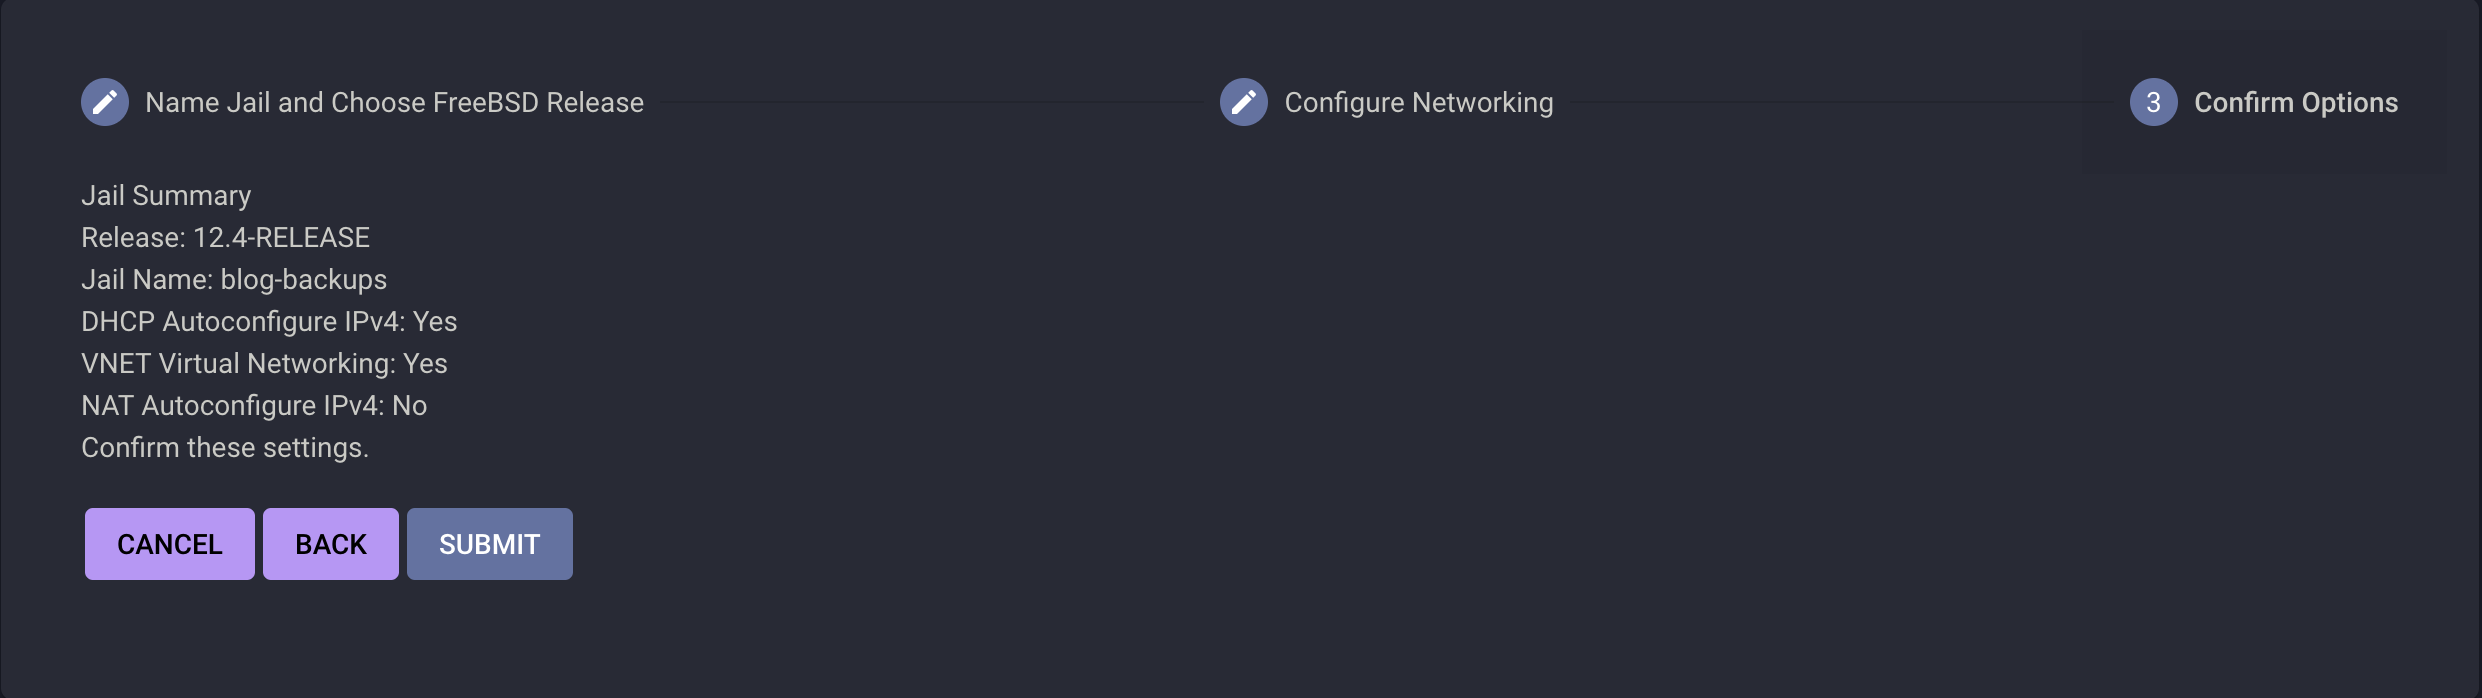 Name Jail and Choose FreeBSD Release
Configure Networking
3 Confirm Options
Jail Summary
Release: 12.4-RELEASE
Jail Name: blog-backups
DHCP Autoconfigure IPv4: Yes
VNET Virtual Networking: Yes
NAT Autoconfigure IPv4: No
Confirm these settings.
CANCEL
BACK
SUBMIT